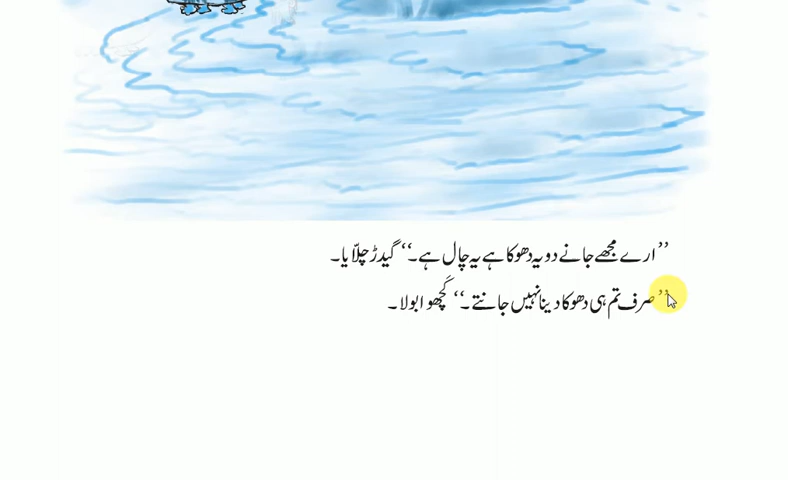 ’’ارے مجھے جانے دو یہ دھوکا ہے یہ چال ہے۔‘‘ گیدڑ چلّایا۔
’’صرف تم ہی دھوکا دینا نہیں جانتے۔‘‘ کَچھوا بولا۔